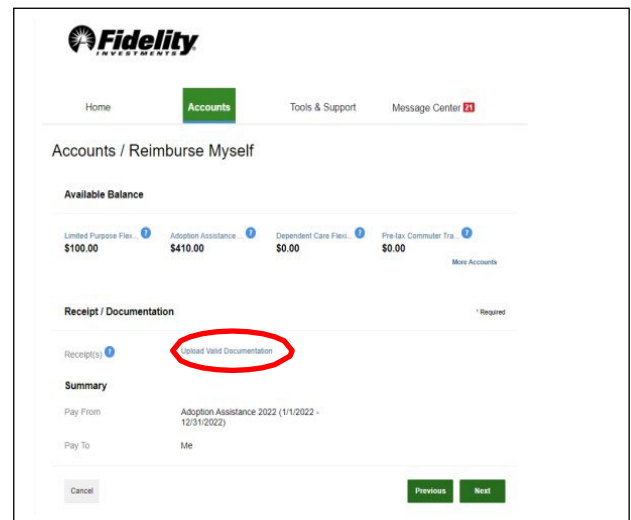 Fidelity
INVESTMENTS
Home Accounts Tools & Support Message Center 21
Accounts / Reimburse Myself
Available Balance
Limited Purpose Flex... ? Adoption Assistance ... ? Dependent Care Flexi... ? Pre-tax Commuter Tra... ?
$100.00 $410.00 $0.00 $0.00
More Accounts
Receipt / Documentation * Required
Receipt(s) ? Upload Valid Documentation
Summary
Pay From Adoption Assistance 2022 (1/1/2022 -
12/31/2022)
Pay To Me
Cancel Previous Next